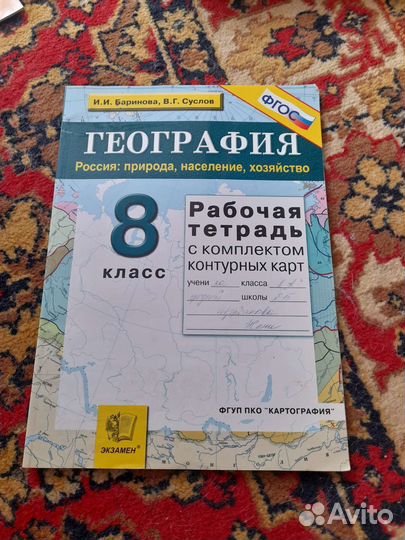 И.И. Баринова, В.Г. Суслов
ФГОС
ГЕОГРАФИЯ
Россия: природа, население, хозяйство
8
КЛАСС
Рабочая
тетрадь
с комплектом
контурных карт
учени класса
школы
ФГУП ПКО "КАРТОГРАФИЯ"
ЭКЗАМЕН
Avito